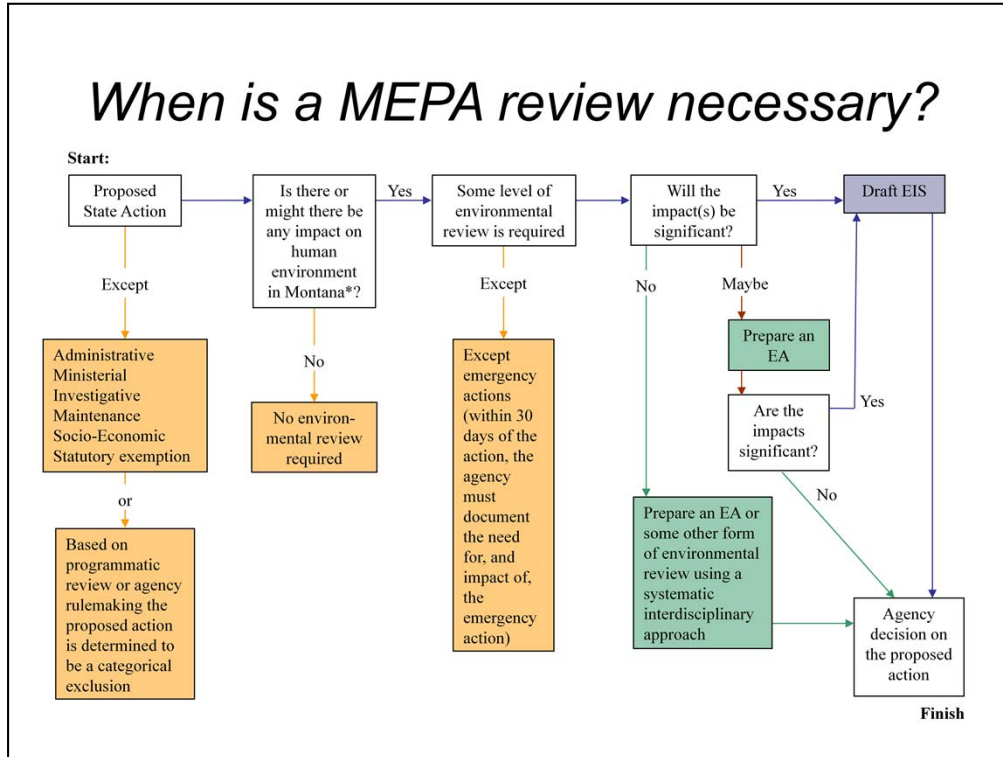 When is a MEPA review necessary?
Start:
Proposed
State Action
Except
Administrative
Ministerial
Investigative
Maintenance
Socio-Economic
Statutory exemption
or
Based on
programmatic
review or agency
rulemaking the
proposed action
is determined to
be a categorical
exclusion
Is there or
might there be
any impact on
human
environment
in Montana*?
Yes
No
No environ-
mental review
required
Some level of
environmental
review is required
Except
Except
emergency
actions
(within 30
days of the
action, the
agency
must
document
the need
for, and
impact of,
the
emergency
action)
Will the
impact(s) be
significant?
Yes
No
Maybe
Draft EIS
Prepare an
EA
Are the
impacts
significant?
Yes
No
Prepare an EA or
some other form
of environmental
review using a
systematic
interdisciplinary
approach
Agency
decision on
the proposed
action
Finish